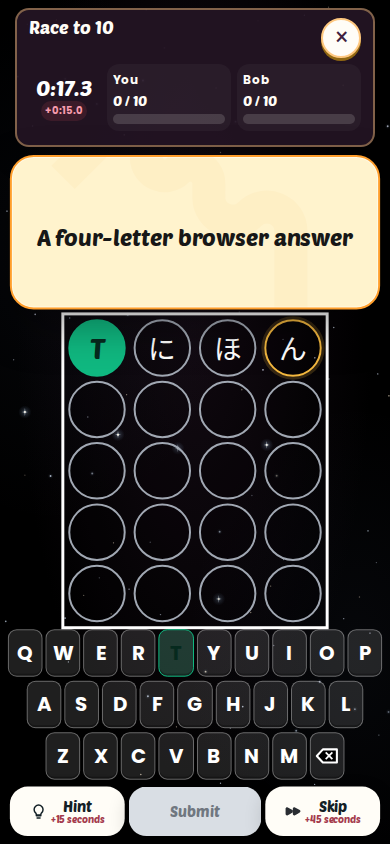 Race to 10
×
0:17.3
+0:15.0
You
0 / 10
Bob
0 / 10
A four-letter browser answer
T に ほ ん
Q W E R T Y U I O P
A S D F G H J K L
Z X C V B N M
Hint
+15 seconds
Submit
Skip
+45 seconds